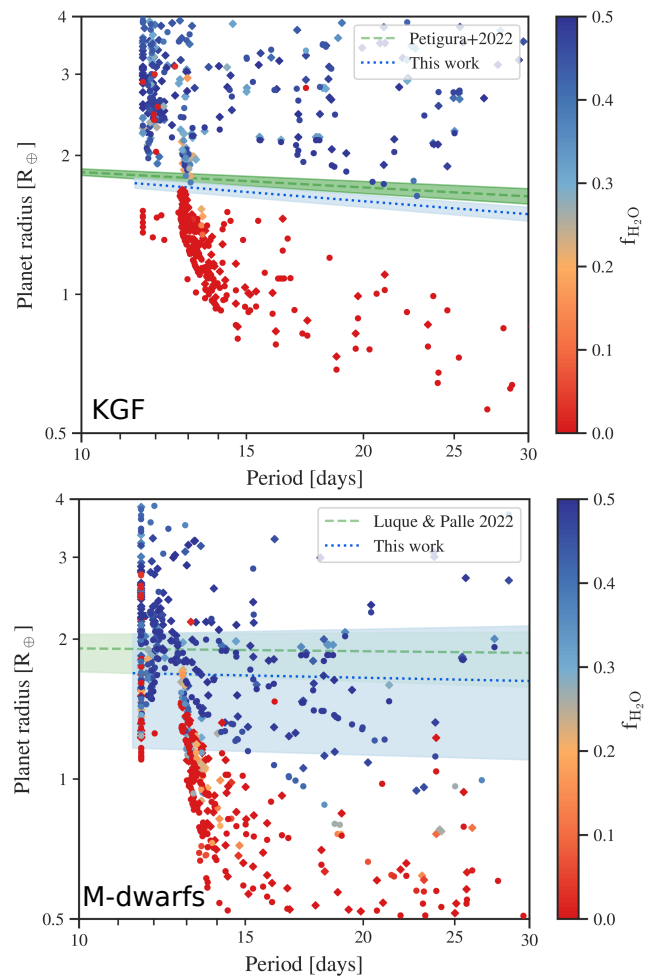 4
3
2
1
0.5
Planet radius [R⊕]
Petigura+2022
This work
KGF
10
15
20
25
30
Period [days]
0.5
0.4
0.3
0.2
0.1
0.0
fH2O
4
3
2
1
0.5
Planet radius [R⊕]
Luque & Palle 2022
This work
M-dwarfs
10
15
20
25
30
Period [days]
0.5
0.4
0.3
0.2
0.1
0.0
fH2O